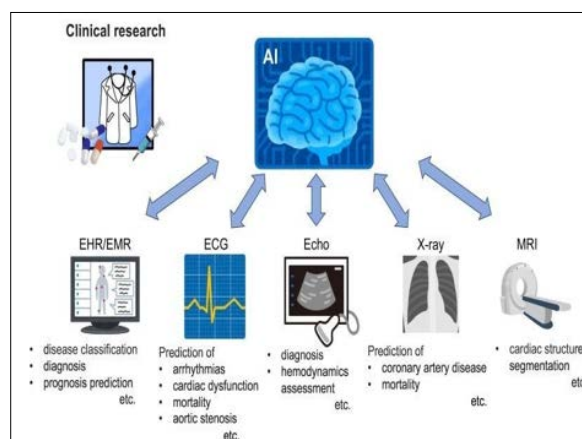 Clinical research
AI
EHR/EMR
ECG
Echo
X-ray
MRI
• disease classification
• diagnosis
• prognosis prediction
etc.
Prediction of
• arrhythmias
• cardiac dysfunction
• mortality
• aortic stenosis
etc.
• diagnosis
• hemodynamics
assessment
etc.
Prediction of
• coronary artery disease
• mortality
etc.
• cardiac structure
segmentation
etc